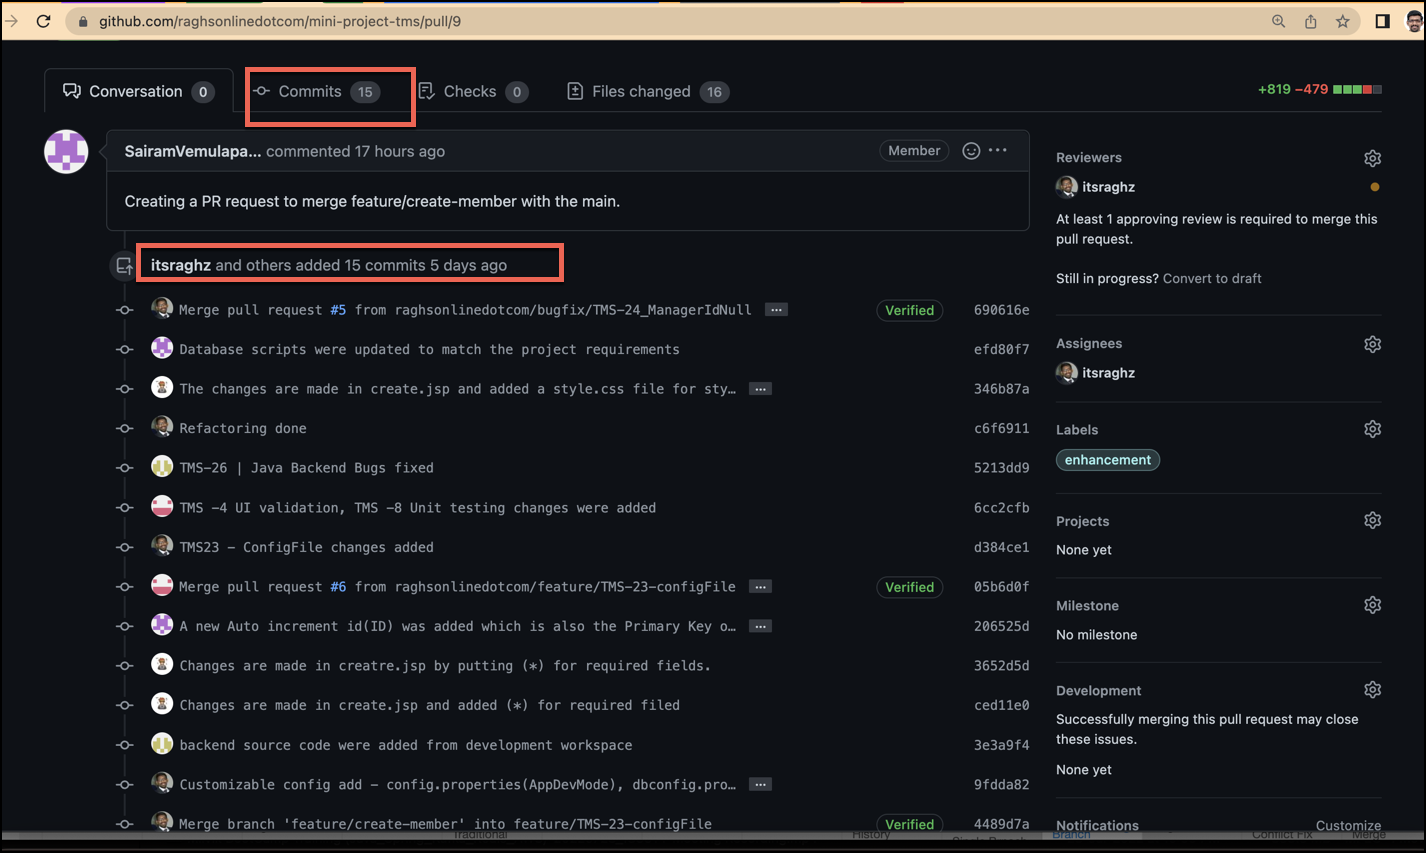 github.com/raghsonlinedotcom/mini-project-tms/pull/9
Conversation 0
Commits 15
Checks 0
Files changed 16
+819 −479
SairamVemulapa... commented 17 hours ago
Member
Creating a PR request to merge feature/create-member with the main.
itsraghz and others added 15 commits 5 days ago
Merge pull request #5 from raghsonlinedotcom/bugfix/TMS-24_ManagerIdNull ... Verified 690616e
Database scripts were updated to match the project requirements efd80f7
The changes are made in create.jsp and added a style.css file for sty… ... 346b87a
Refactoring done c6f6911
TMS-26 | Java Backend Bugs fixed 5213dd9
TMS -4 UI validation, TMS -8 Unit testing changes were added 6cc2cfb
TMS23 - ConfigFile changes added d384ce1
Merge pull request #6 from raghsonlinedotcom/feature/TMS-23-configFile ... Verified 05b6d0f
A new Auto increment id(ID) was added which is also the Primary Key o… ... 206525d
Changes are made in creatre.jsp by putting (*) for required fields. 3652d5d
Changes are made in create.jsp and added (*) for required filed ced11e0
backend source code were added from development workspace 3e3a9f4
Customizable config add - config.properties(AppDevMode), dbconfig.pro… ... 9fdda82
Merge branch 'feature/create-member' into feature/TMS-23-configFile Verified 4489d7a
Reviewers
itsraghz
At least 1 approving review is required to merge this
pull request.
Still in progress? Convert to draft
Assignees
itsraghz
Labels
enhancement
Projects
None yet
Milestone
No milestone
Development
Successfully merging this pull request may close
these issues.
None yet
Notifications Customize
Traditional
History
Branch
Conflict Fix
Merge